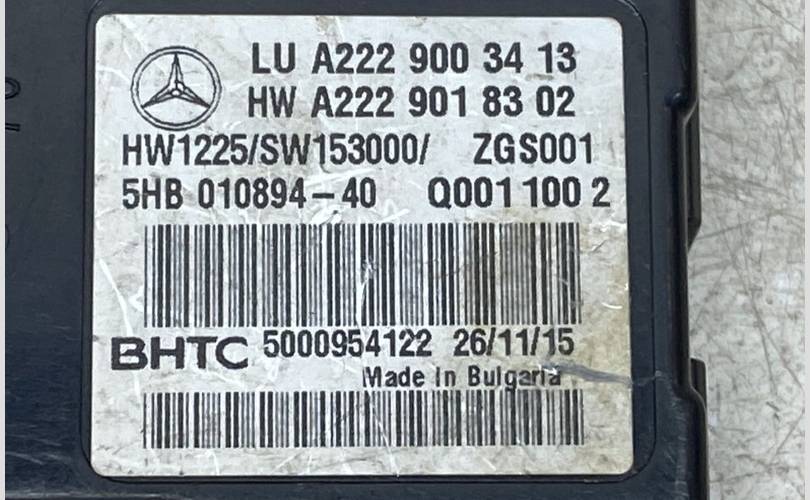 LU A222 900 34 13
HW A222 901 83 02
HW1225/SW153000/ ZGS001
5HB 010894-40 Q001 100 2
BHTC 5000954122 26/11/15
Made In Bulgaria